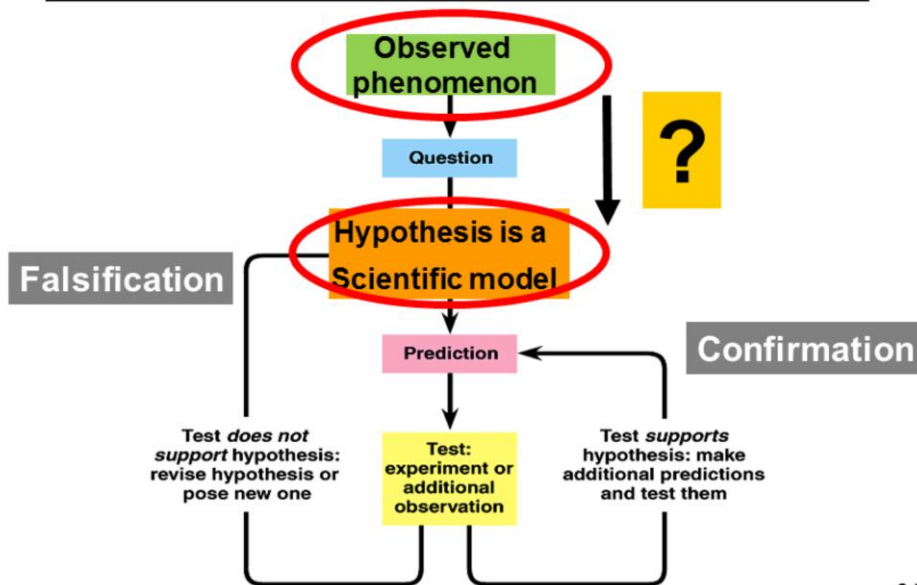 Observed
phenomenon
?
Question
Hypothesis is a
Scientific model
Falsification
Prediction
Confirmation
Test does not
support hypothesis:
revise hypothesis or
pose new one
Test:
experiment or
additional
observation
Test supports
hypothesis: make
additional predictions
and test them